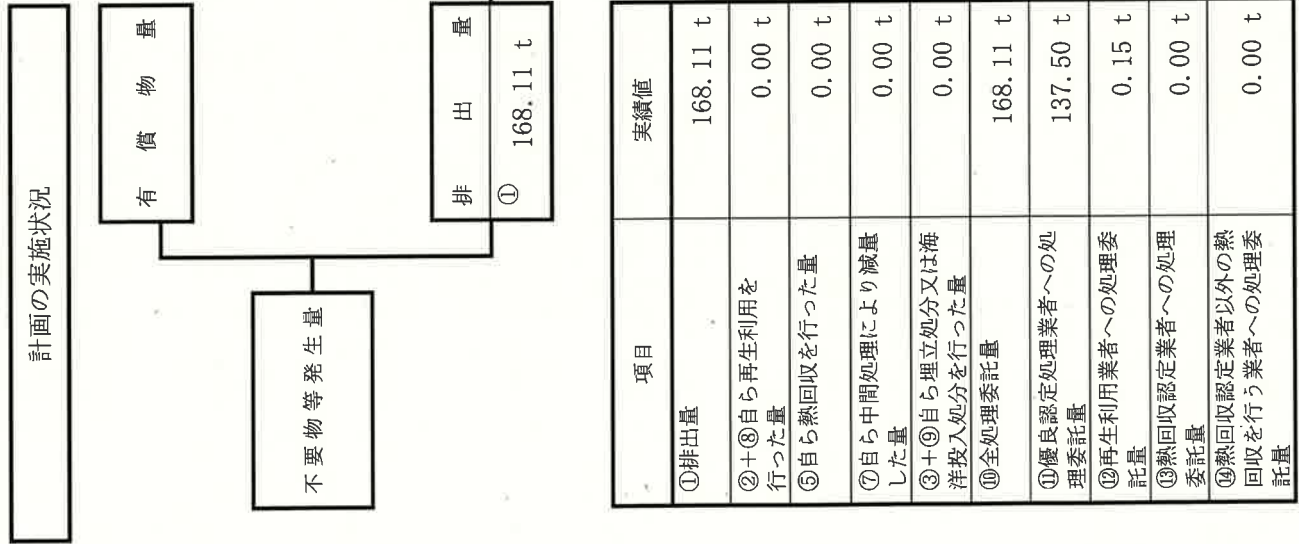 計画の実施状況
有償物量
不要物等発生量
排出量
① 168.11 t
項目 実績値
①排出量 168.11 t
②+⑧自ら再生利用を
行った量 0.00 t
⑤自ら熱回収を行った量 0.00 t
⑦自ら中間処理により減量
した量 0.00 t
③+⑨自ら埋立処分又は海
洋投入処分を行った量 0.00 t
⑩全処理委託量 168.11 t
⑪優良認定処理業者への処
理委託量 137.50 t
⑫再生利用業者への処理委
託量 0.15 t
⑬熱回収認定業者への処理
委託量 0.00 t
⑭熱回収認定業者以外の熱
回収を行う業者への処理委
託量 0.00 t